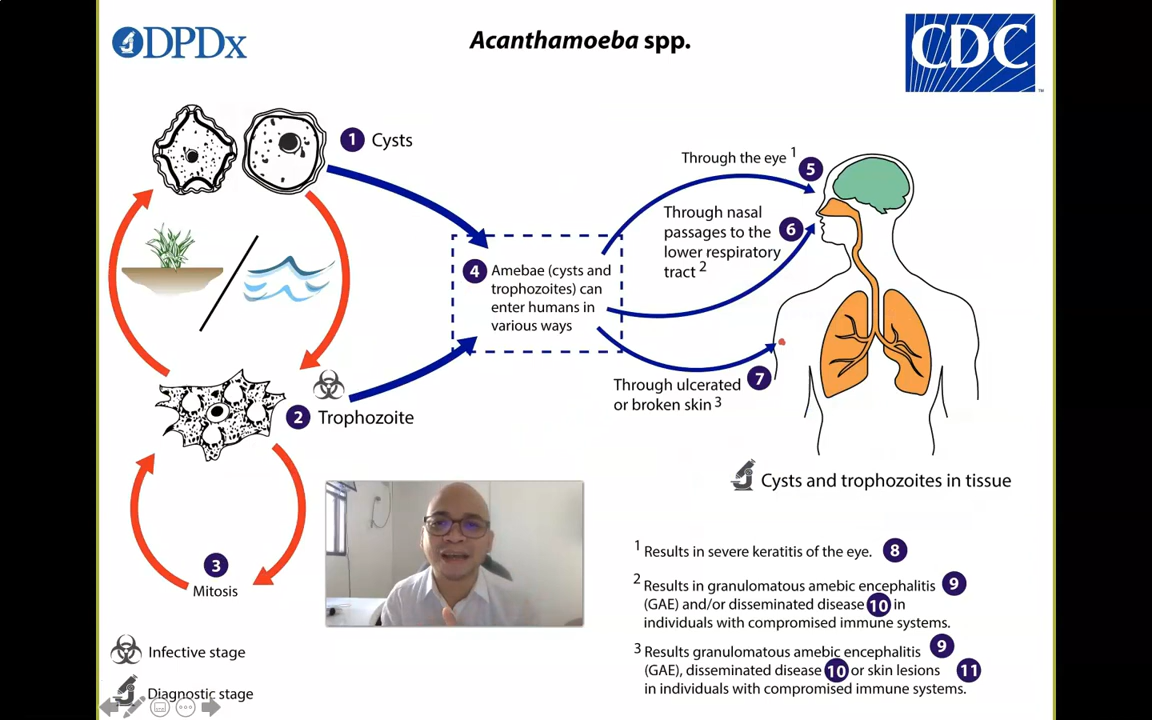 DPDx
Acanthamoeba spp.
CDC
TM
1 Cysts
Through the eye 1
5
Through nasal
passages to the
lower respiratory
tract 2
6
4 Amebae (cysts and
trophozoites) can
enter humans in
various ways
Through ulcerated
or broken skin 3
7
2 Trophozoite
Cysts and trophozoites in tissue
3
Mitosis
1 Results in severe keratitis of the eye. 8
2 Results in granulomatous amebic encephalitis 9
(GAE) and/or disseminated disease 10 in
individuals with compromised immune systems.
3 Results granulomatous amebic encephalitis 9
(GAE), disseminated disease 10 or skin lesions 11
in individuals with compromised immune systems.
Infective stage
Diagnostic stage